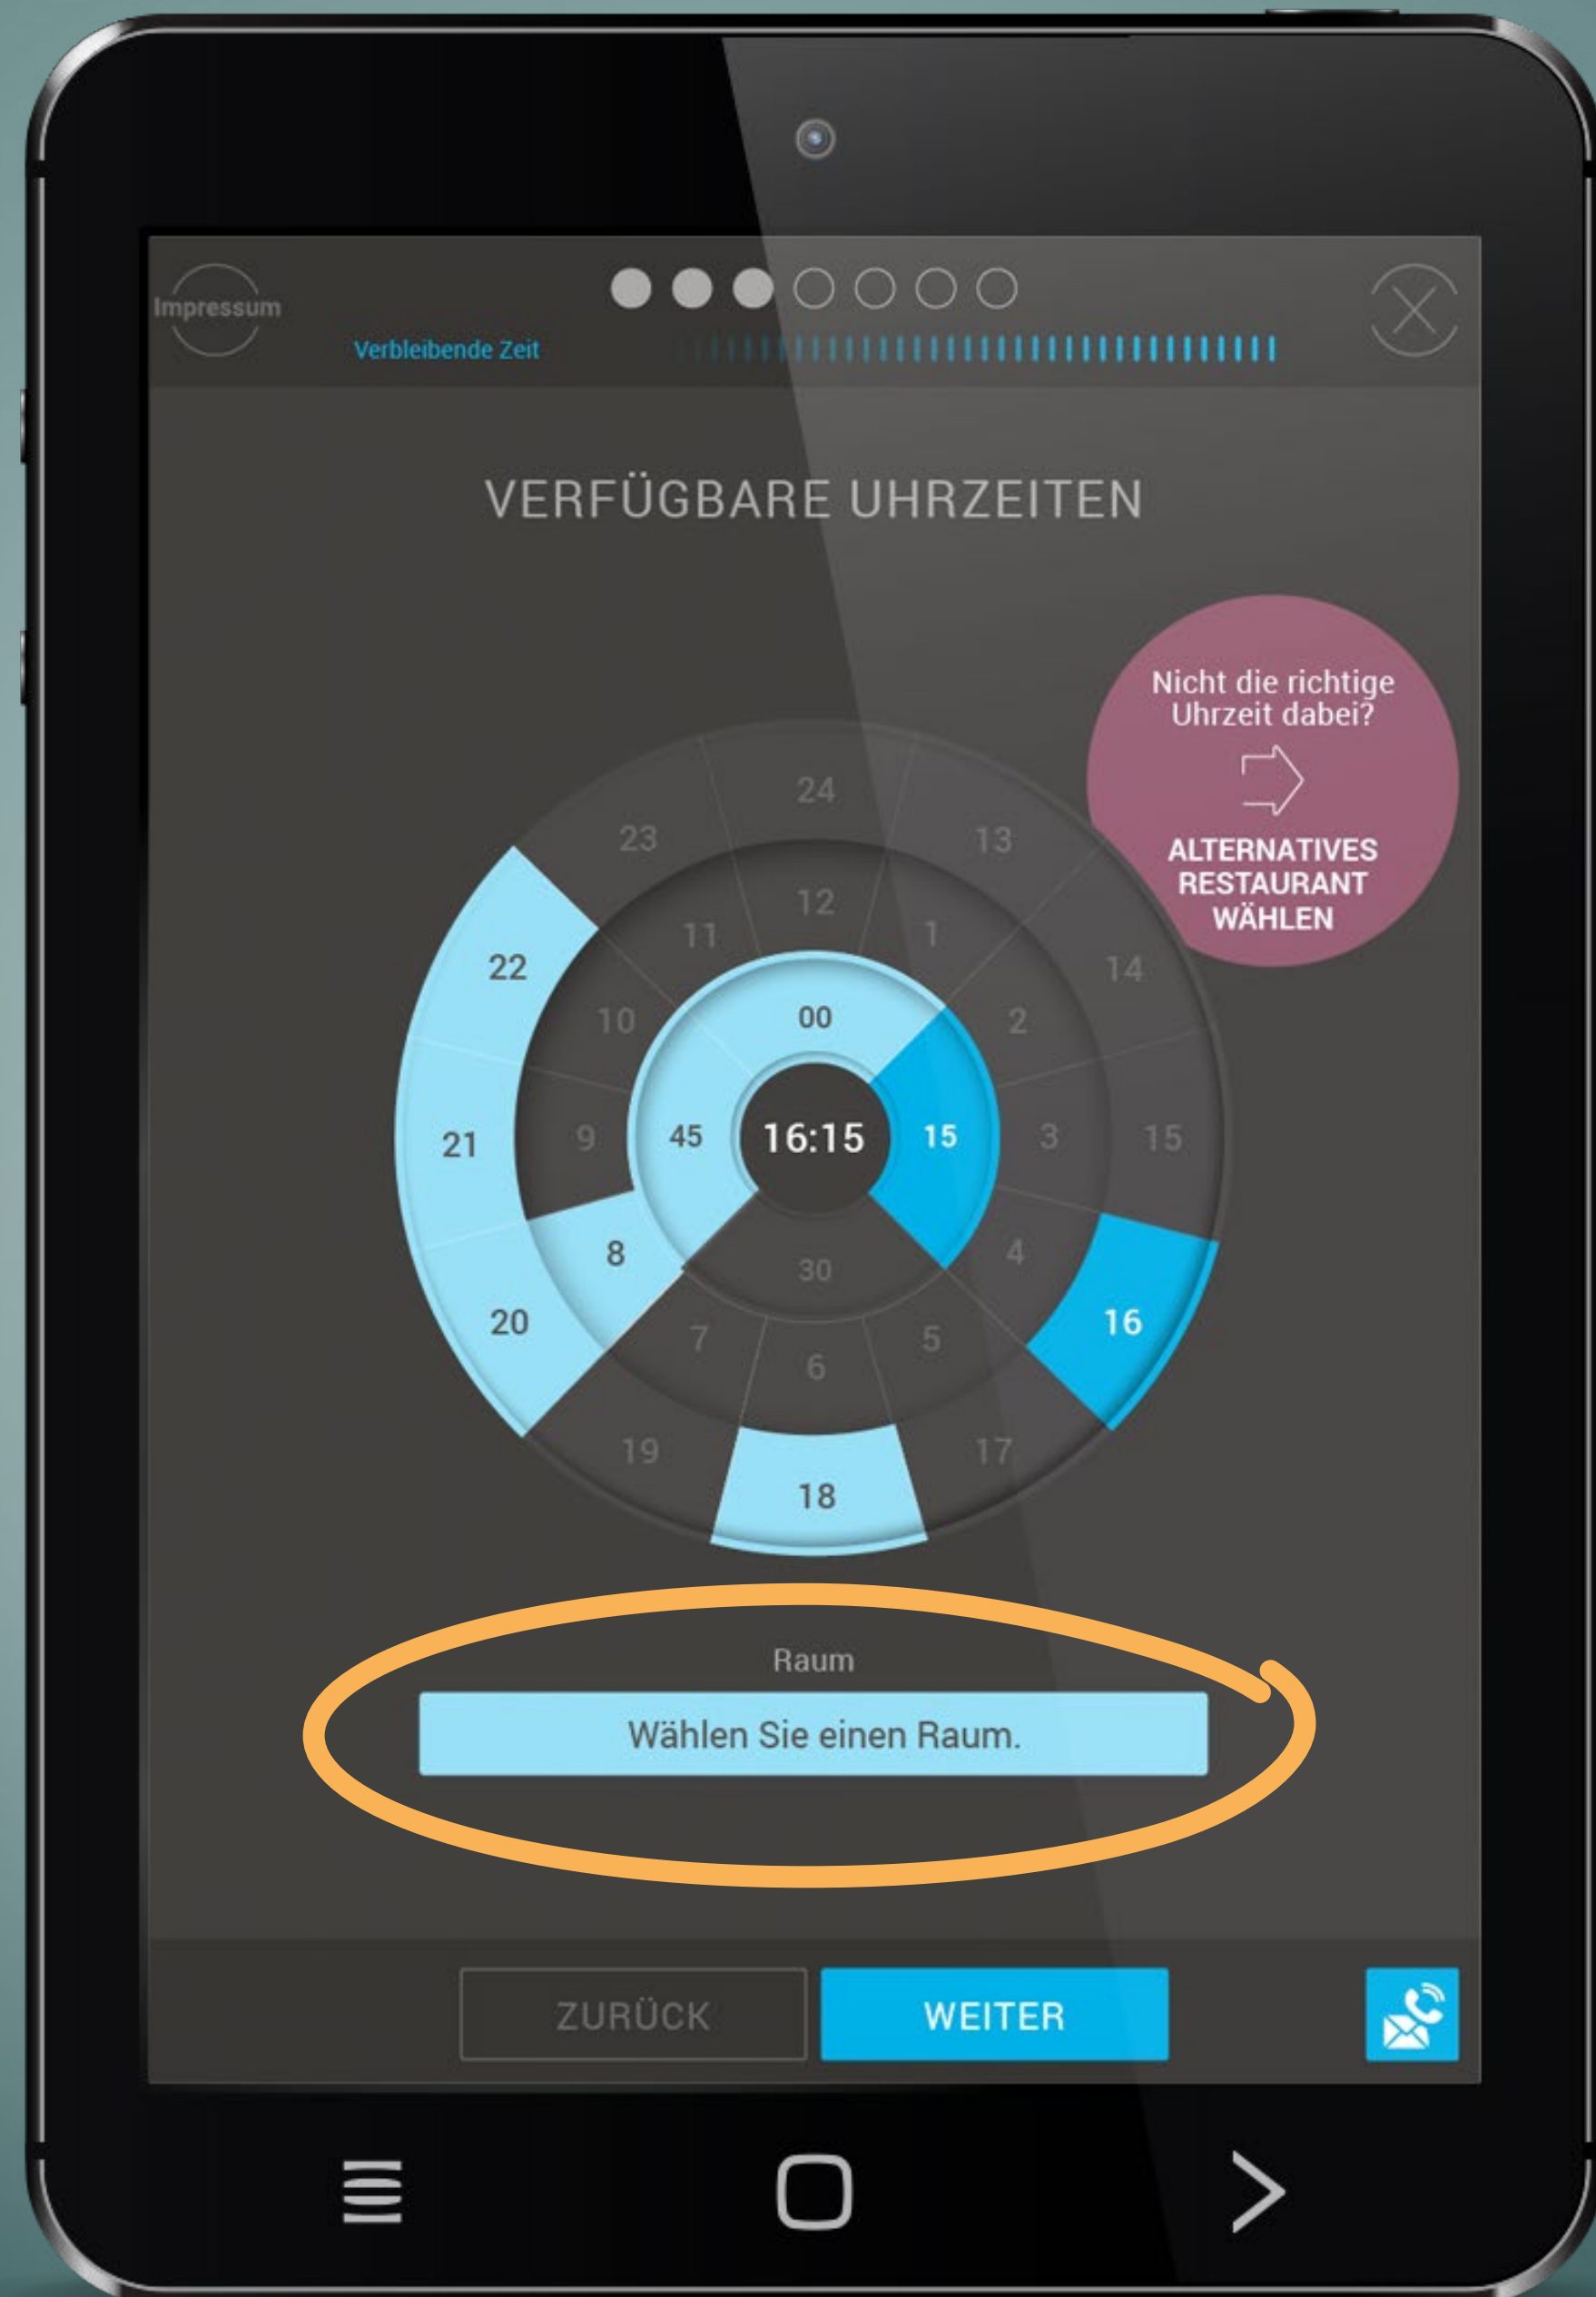 Impressum
Verbleibende Zeit
VERFÜGBARE UHRZEITEN
Nicht die richtige
Uhrzeit dabei?
ALTERNATIVES
RESTAURANT
WÄHLEN
24
23
13
12
11
1
22
14
10
00
2
21
9
45
16:15
15
3
15
8
4
30
20
16
7
5
6
19
17
18
Raum
Wählen Sie einen Raum.
ZURÜCK
WEITER